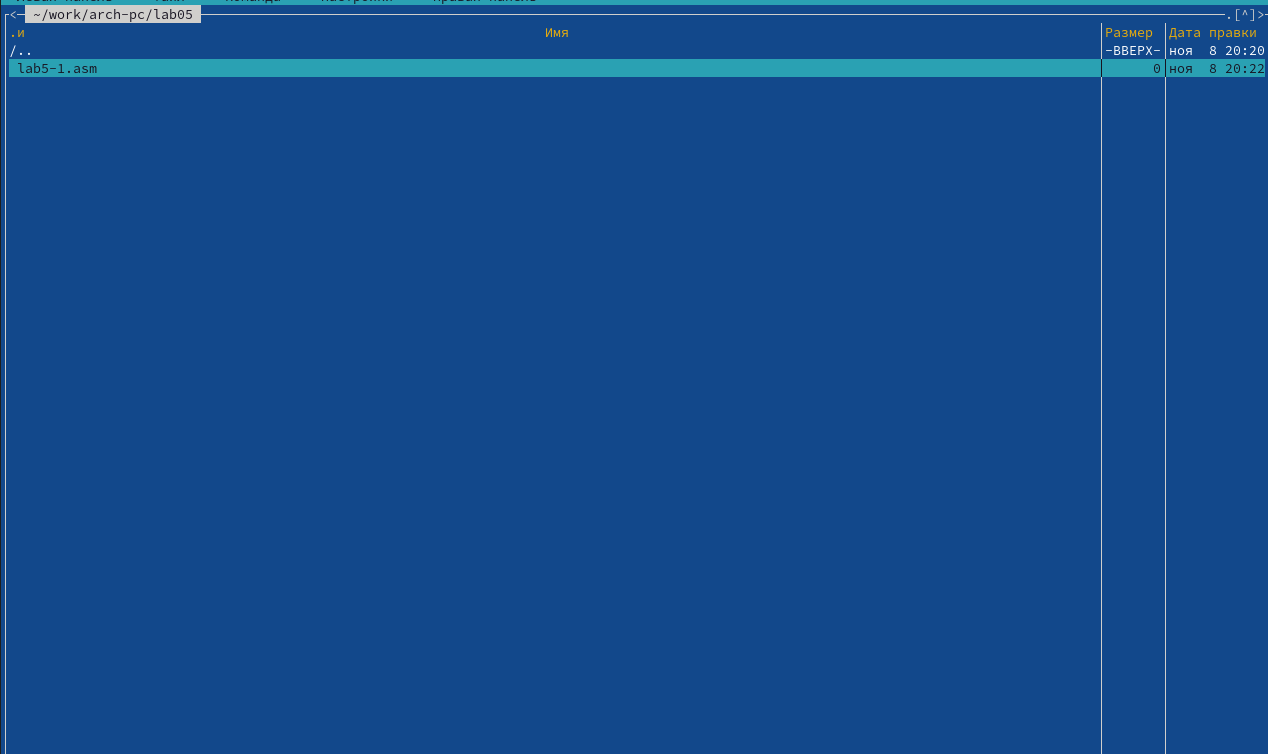 ~/work/arch-pc/lab05 .[^]>
.и Имя Размер Дата правки
/.. -ВВЕРХ- ноя 8 20:20
lab5-1.asm 0 ноя 8 20:22